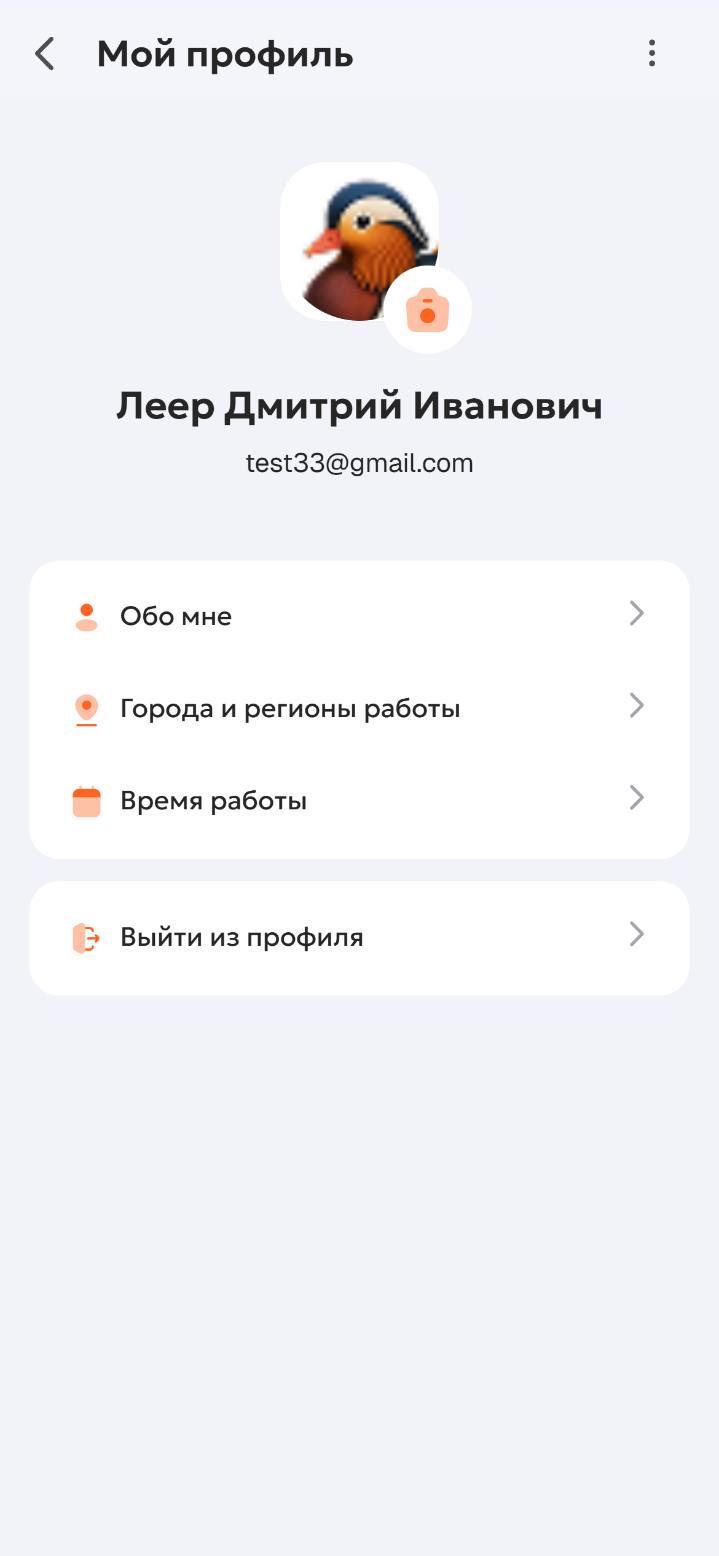 Мой профиль
Леер Дмитрий Иванович
test33@gmail.com
Обо мне
Города и регионы работы
Время работы
Выйти из профиля